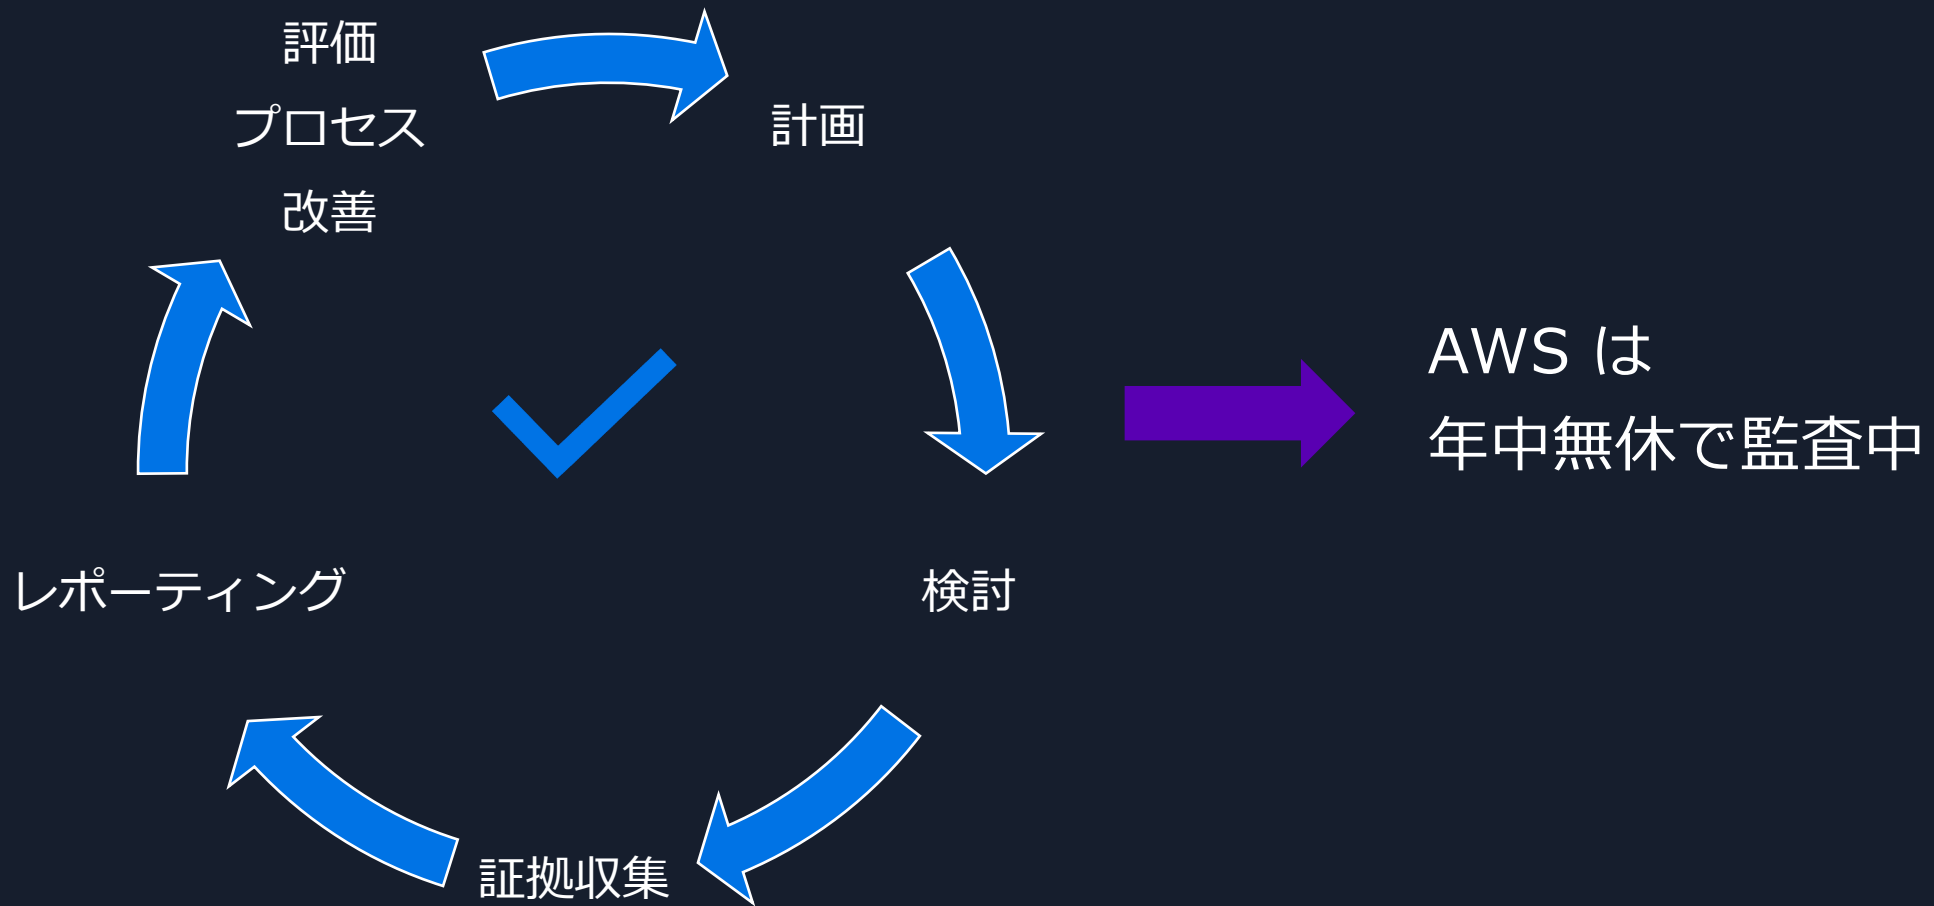 評価
プロセス
改善
計画
検討
証拠収集
レポーティング
AWS は
年中無休で監査中